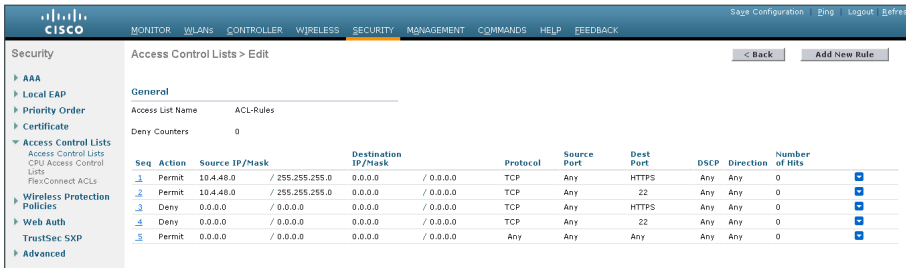 Save Configuration | Ping | Logout | Refres
CISCO
MONITOR WLANs CONTROLLER WIRELESS SECURITY MANAGEMENT COMMANDS HELP FEEDBACK
Security
AAA
Local EAP
Priority Order
Certificate
Access Control Lists
Access Control Lists
CPU Access Control
Lists
FlexConnect ACLs
Wireless Protection
Policies
Web Auth
TrustSec SXP
Advanced
Access Control Lists > Edit
< Back
Add New Rule
General
Access List Name ACL-Rules
Deny Counters 0
Seq Action Source IP/Mask Destination IP/Mask Protocol Source Port Dest Port DSCP Direction Number of Hits
1 Permit 10.4.48.0 / 255.255.255.0 0.0.0.0 / 0.0.0.0 TCP Any HTTPS Any Any 0
2 Permit 10.4.48.0 / 255.255.255.0 0.0.0.0 / 0.0.0.0 TCP Any 22 Any Any 0
3 Deny 0.0.0.0 / 0.0.0.0 0.0.0.0 / 0.0.0.0 TCP Any HTTPS Any Any 0
4 Deny 0.0.0.0 / 0.0.0.0 0.0.0.0 / 0.0.0.0 TCP Any 22 Any Any 0
5 Permit 0.0.0.0 / 0.0.0.0 0.0.0.0 / 0.0.0.0 Any Any Any Any Any 0